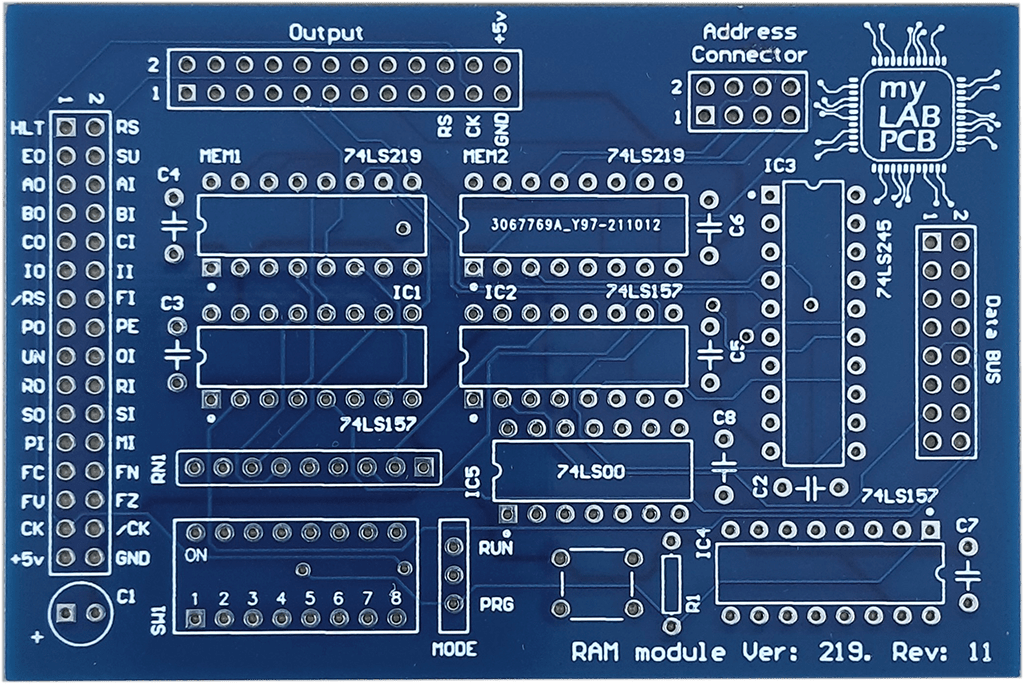 Output
+5v
2
1
RS CK GND
Address
Connector
2
1
my
LAB
PCB
1 2
HLT RS
EO SU
AO AI
BO BI
CO CI
IO II
/RS FI
PO PE
UN OI
RO RI
SO SI
PI MI
FC FN
FV FZ
CK /CK
+5v GND
C1
+
MEM1 74LS219
C4
MEM2 74LS219
3067769A_Y97-211012
C6
IC3
74LS245
1 2
Data BUS
C3
IC1
74LS157
IC2 74LS157
C5
RN1
IC5
74LS00
C8
C2
74LS157
IC4
C7
ON
1 2 3 4 5 6 7 8
SW1
RUN
PRG
MODE
R1
RAM module Ver: 219. Rev: 11